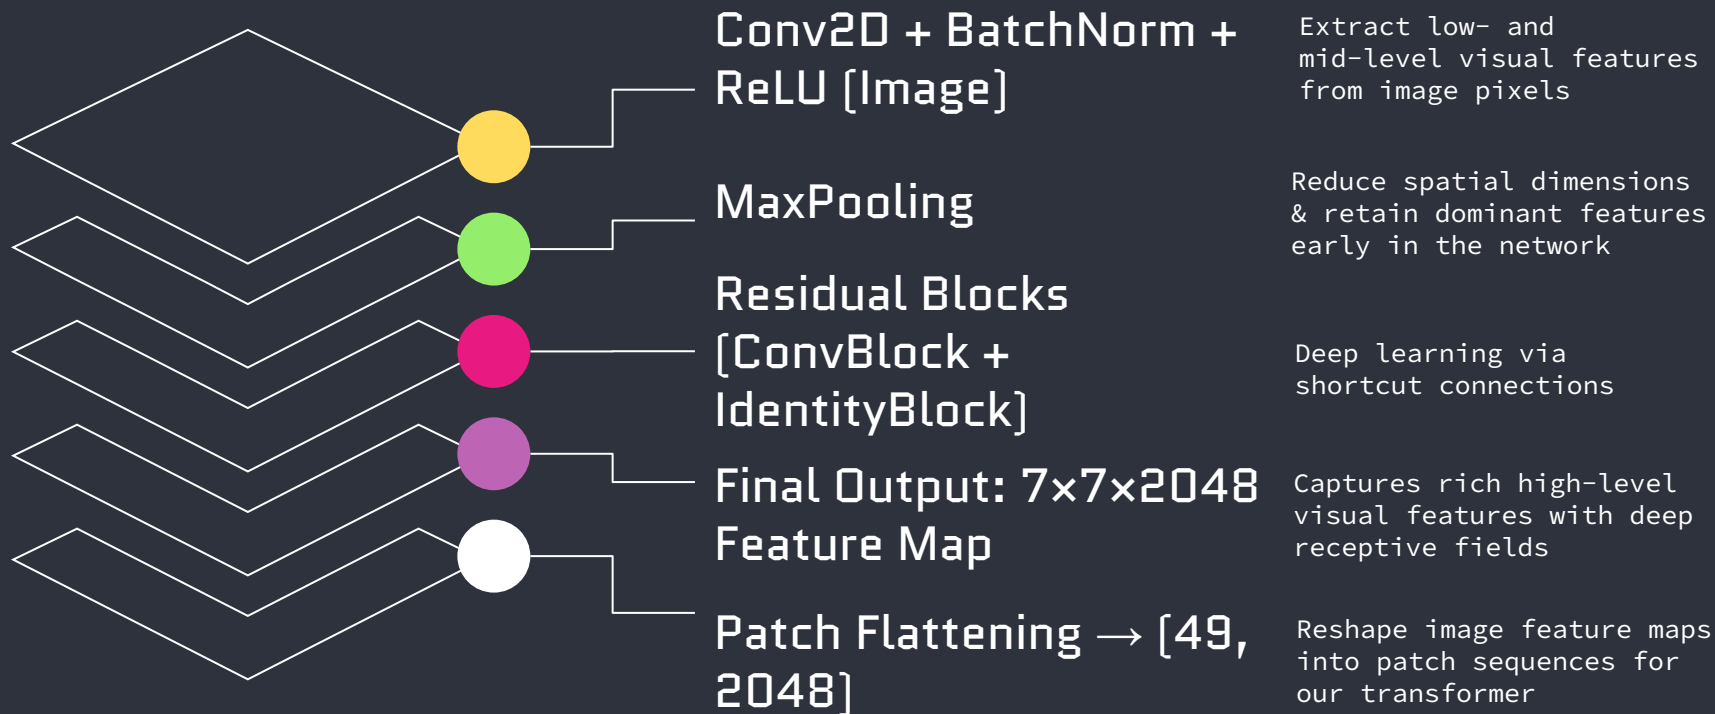 Conv2D + BatchNorm +
ReLU (Image)
Extract low- and
mid-level visual features
from image pixels
MaxPooling
Reduce spatial dimensions
& retain dominant features
early in the network
Residual Blocks
(ConvBlock +
IdentityBlock)
Deep learning via
shortcut connections
Final Output: 7×7×2048
Feature Map
Captures rich high-level
visual features with deep
receptive fields
Patch Flattening → (49,
2048)
Reshape image feature maps
into patch sequences for
our transformer